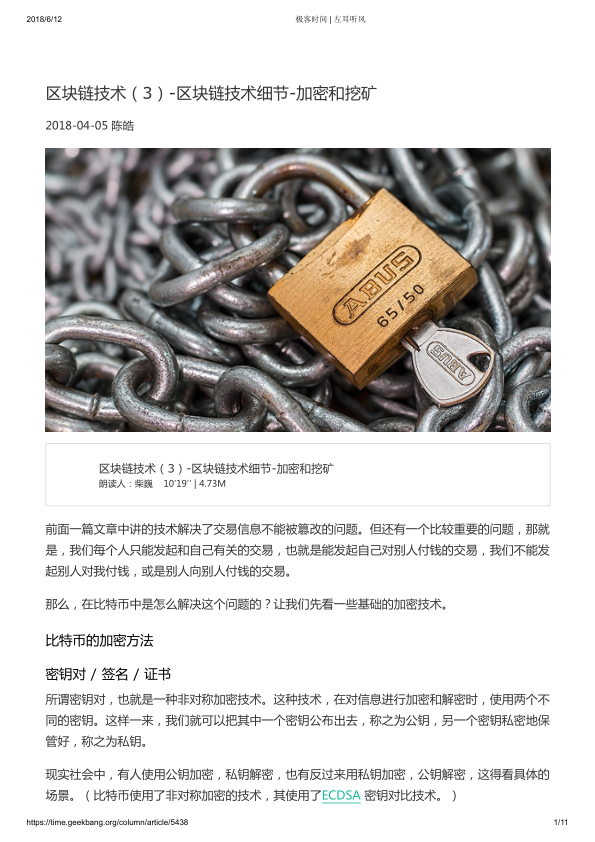 2018/6/12
极客时间 | 左耳听风
区块链技术（3）-区块链技术细节-加密和挖矿
2018-04-05 陈皓
ABUS
65/50
ABUS
区块链技术（3）-区块链技术细节-加密和挖矿
朗读人：柴巍 10′19′′ | 4.73M
前面一篇文章中讲的技术解决了交易信息不能被篡改的问题。但还有一个比较重要的问题，那就
是，我们每个人只能发起和自己有关的交易，也就是能发起自己对别人付钱的交易，我们不能发
起别人对我付钱，或是别人向别人付钱的交易。
那么，在比特币中是怎么解决这个问题的？让我们先看一些基础的加密技术。
比特币的加密方法
密钥对 / 签名 / 证书
所谓密钥对，也就是一种非对称加密技术。这种技术，在对信息进行加密和解密时，使用两个不
同的密钥。这样一来，我们就可以把其中一个密钥公布出去，称之为公钥，另一个密钥私密地保
管好，称之为私钥。
现实社会中，有人使用公钥加密，私钥解密，也有反过来用私钥加密，公钥解密，这得看具体的
场景。（比特币使用了非对称加密的技术，其使用了ECDSA 密钥对比技术。）
https://time.geekbang.org/column/article/5438
1/11